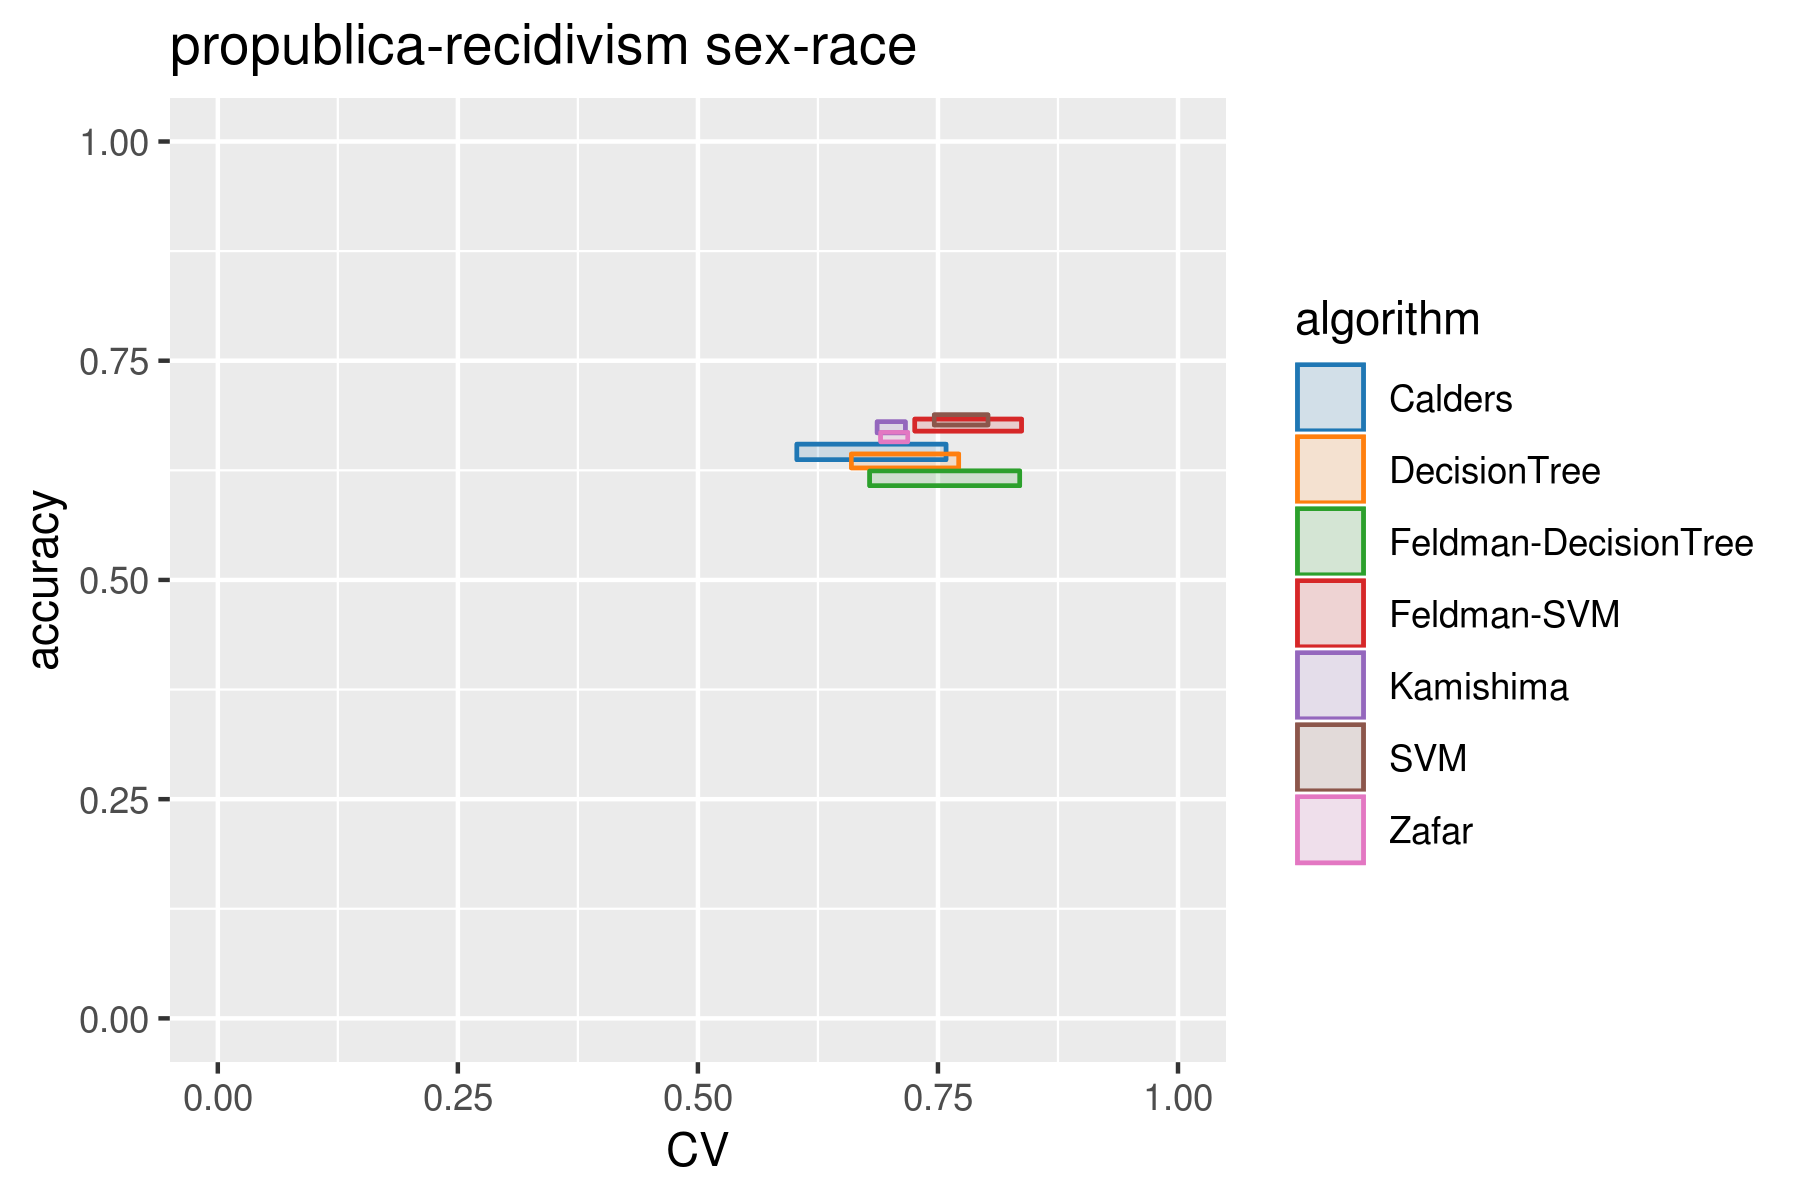 propublica-recidivism sex-race
1.00
0.75
0.50
0.25
0.00
accuracy
0.00 0.25 0.50 0.75 1.00
CV
algorithm
Calders
DecisionTree
Feldman-DecisionTree
Feldman-SVM
Kamishima
SVM
Zafar